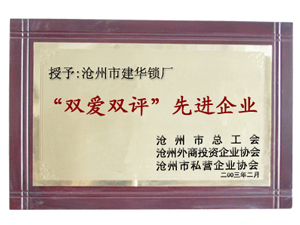 授予:沧州市建华锁厂
“双爱双评”先进企业
沧州市总工会
沧州外商投资企业协会
沧州市私营企业协会
二00三年二月